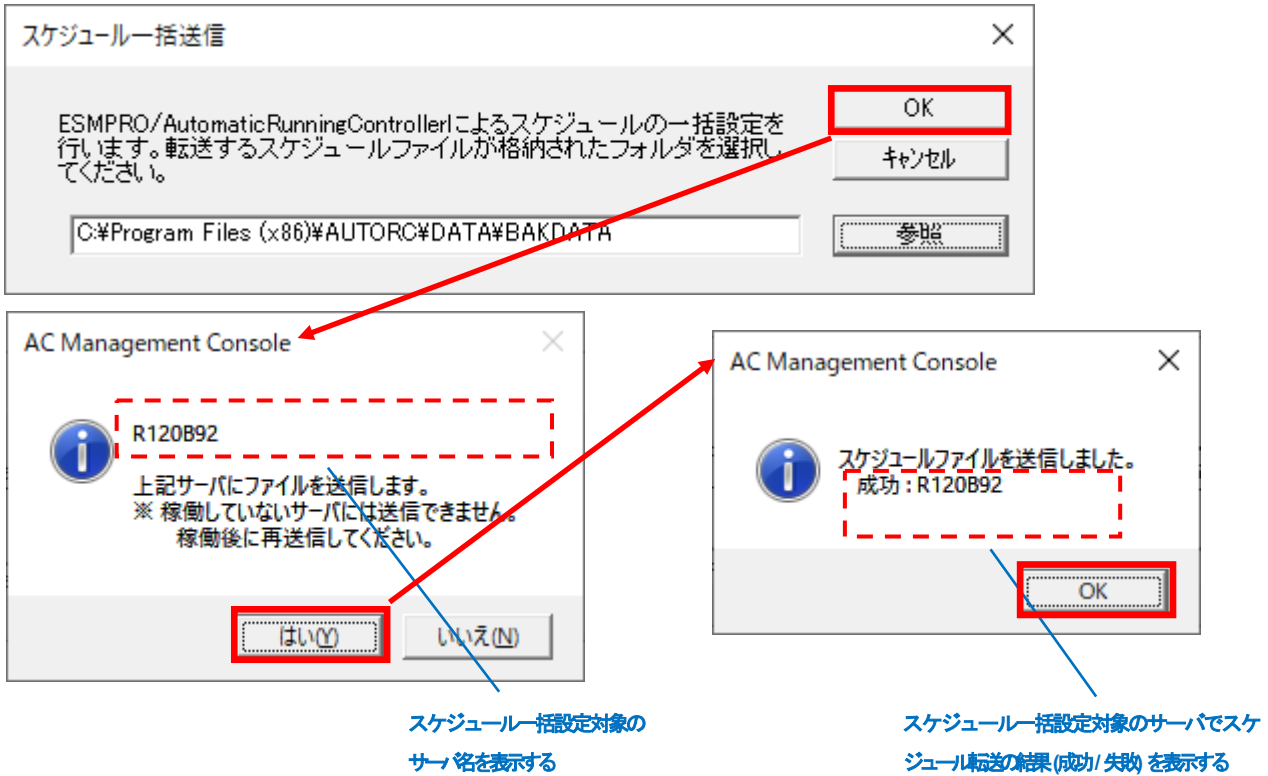 スケジュール一括送信
ESMPRO/AutomaticRunningControllerによるスケジュールの一括設定を
行います。転送するスケジュールファイルが格納されたフォルダを選択し
てください。
OK
キャンセル
C:¥Program Files (x86)¥AUTORC¥DATA¥BAKDATA
参照
AC Management Console
R120B92
上記サーバにファイルを送信します。
※ 稼働していないサーバには送信できません。
稼働後に再送信してください。
はい(Y)
いいえ(N)
AC Management Console
スケジュールファイルを送信しました。
成功 : R120B92
OK
スケジュール一括設定対象の
サーバ名を表示する
スケジュール一括設定対象のサーバでスケ
ジュール転送の結果(成功 / 失敗) を表示する